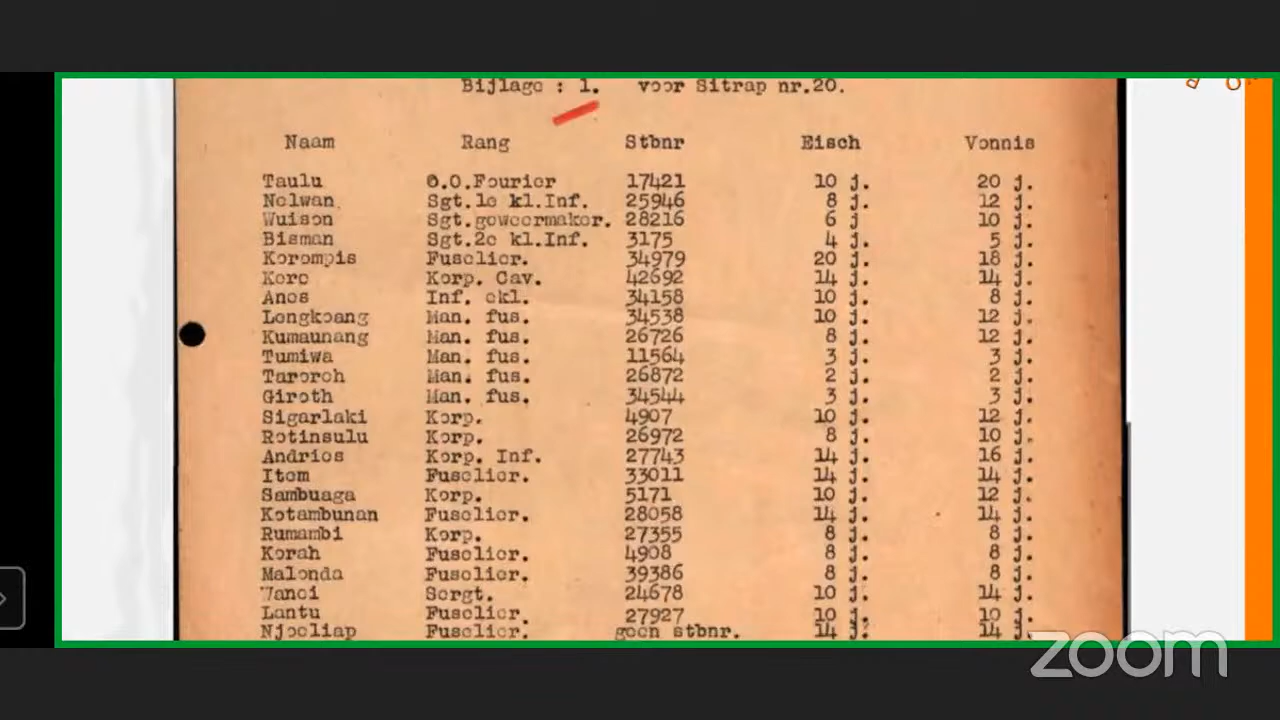 Bijlage : 1. voor Sitrap nr.20.
Naam Rang Stbnr Eisch Vonnis
Taulu O.O.Fourier 17421 10 j. 20 j.
Nelwan. Sgt.1e kl.Inf. 25946 8 j. 12 j.
Wuison Sgt.geweermaker. 28216 6 j 10 j.
Bisman Sgt.2e kl.Inf. 3175 4 j. 5 j.
Korompis Fuselier. 34979 20 j. 18 j.
Kore Korp. Cav. 42692 14 j. 14 j.
Anes Inf. ekl. 34158 10 j. 8 j.
Longkoang Man. fus. 34538 10 j. 12 j.
Kumaunang Man. fus. 26726 8 j. 12 j.
Tumiwa Man. fus. 11564 3 j. 3 j.
Taroreh Man. fus. 26872 2 j. 2 j.
Giroth Man. fus. 34544 3 j. 3 j.
Sigarlaki Korp. 4907 10 j. 12 j.
Rotinsulu Korp. 26972 8 j. 10 j.
Andries Korp. Inf. 27743 14 j. 16 j.
Item Fuselier. 33011 14 j. 14 j.
Sambuaga Korp. 5171 10 j. 12 j.
Kotambunan Fuselier. 28058 14 j. 14 j.
Rumambi Korp. 27355 8 j. 8 j.
Korah Fuselier. 4908 8 j. 8 j.
Malonda Fuselier. 39386 8 j. 8 j.
Wanei Sergt. 24678 10 j. 14 j.
Lantu Fuselier. 27927 10 j. 10 j.
Njoeliap Fuselier. geen stbnr. 14 j. 14 j.
zoom